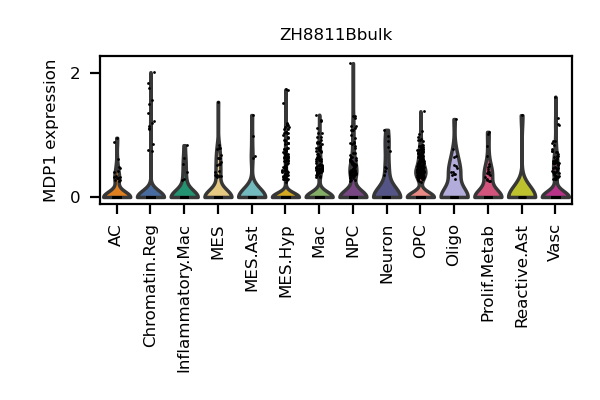 ZH8811Bbulk
MDP1 expression
2
0
AC
Chromatin.Reg
Inflammatory.Mac
MES
MES.Ast
MES.Hyp
Mac
NPC
Neuron
OPC
Oligo
Prolif.Metab
Reactive.Ast
Vasc